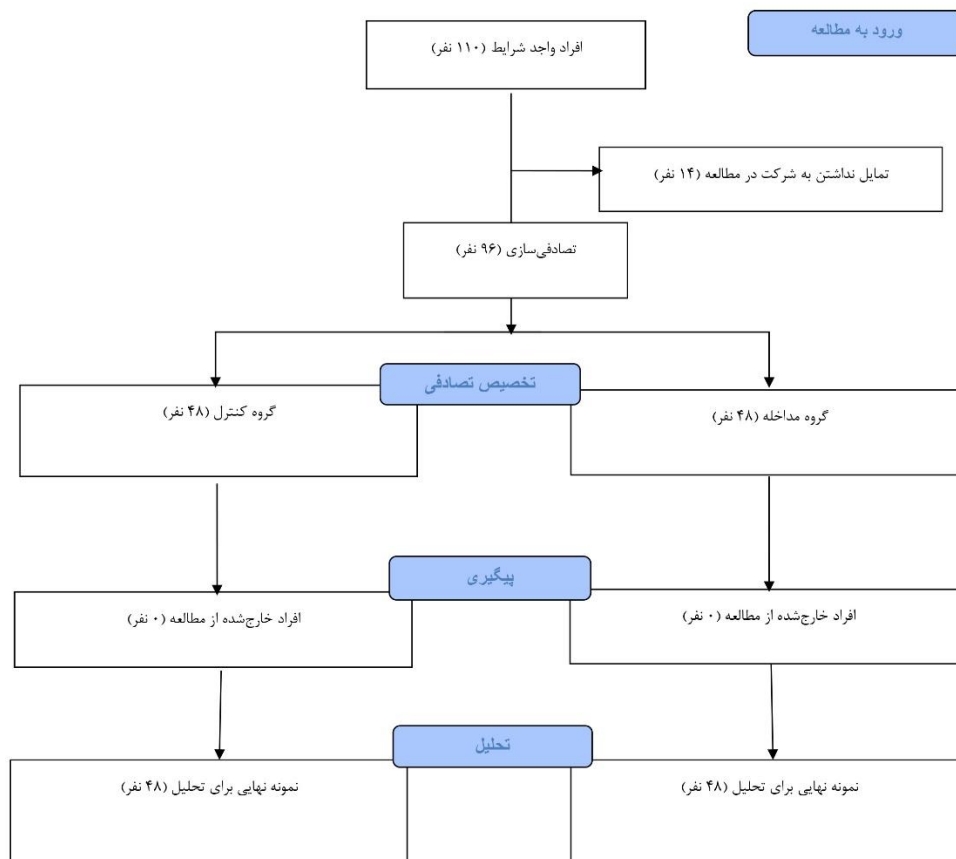 ورود به مطالعه
افراد واجد شرایط (۱۱۰ نفر)
تمایل نداشتن به شرکت در مطالعه (۱۴ نفر)
تصادفی‌سازی (۹۶ نفر)
تخصیص تصادفی
گروه مداخله (۴۸ نفر)
گروه کنترل (۴۸ نفر)
پیگیری
افراد خارج‌شده از مطالعه (۰ نفر)
افراد خارج‌شده از مطالعه (۰ نفر)
تحلیل
نمونه نهایی برای تحلیل (۴۸ نفر)
نمونه نهایی برای تحلیل (۴۸ نفر)